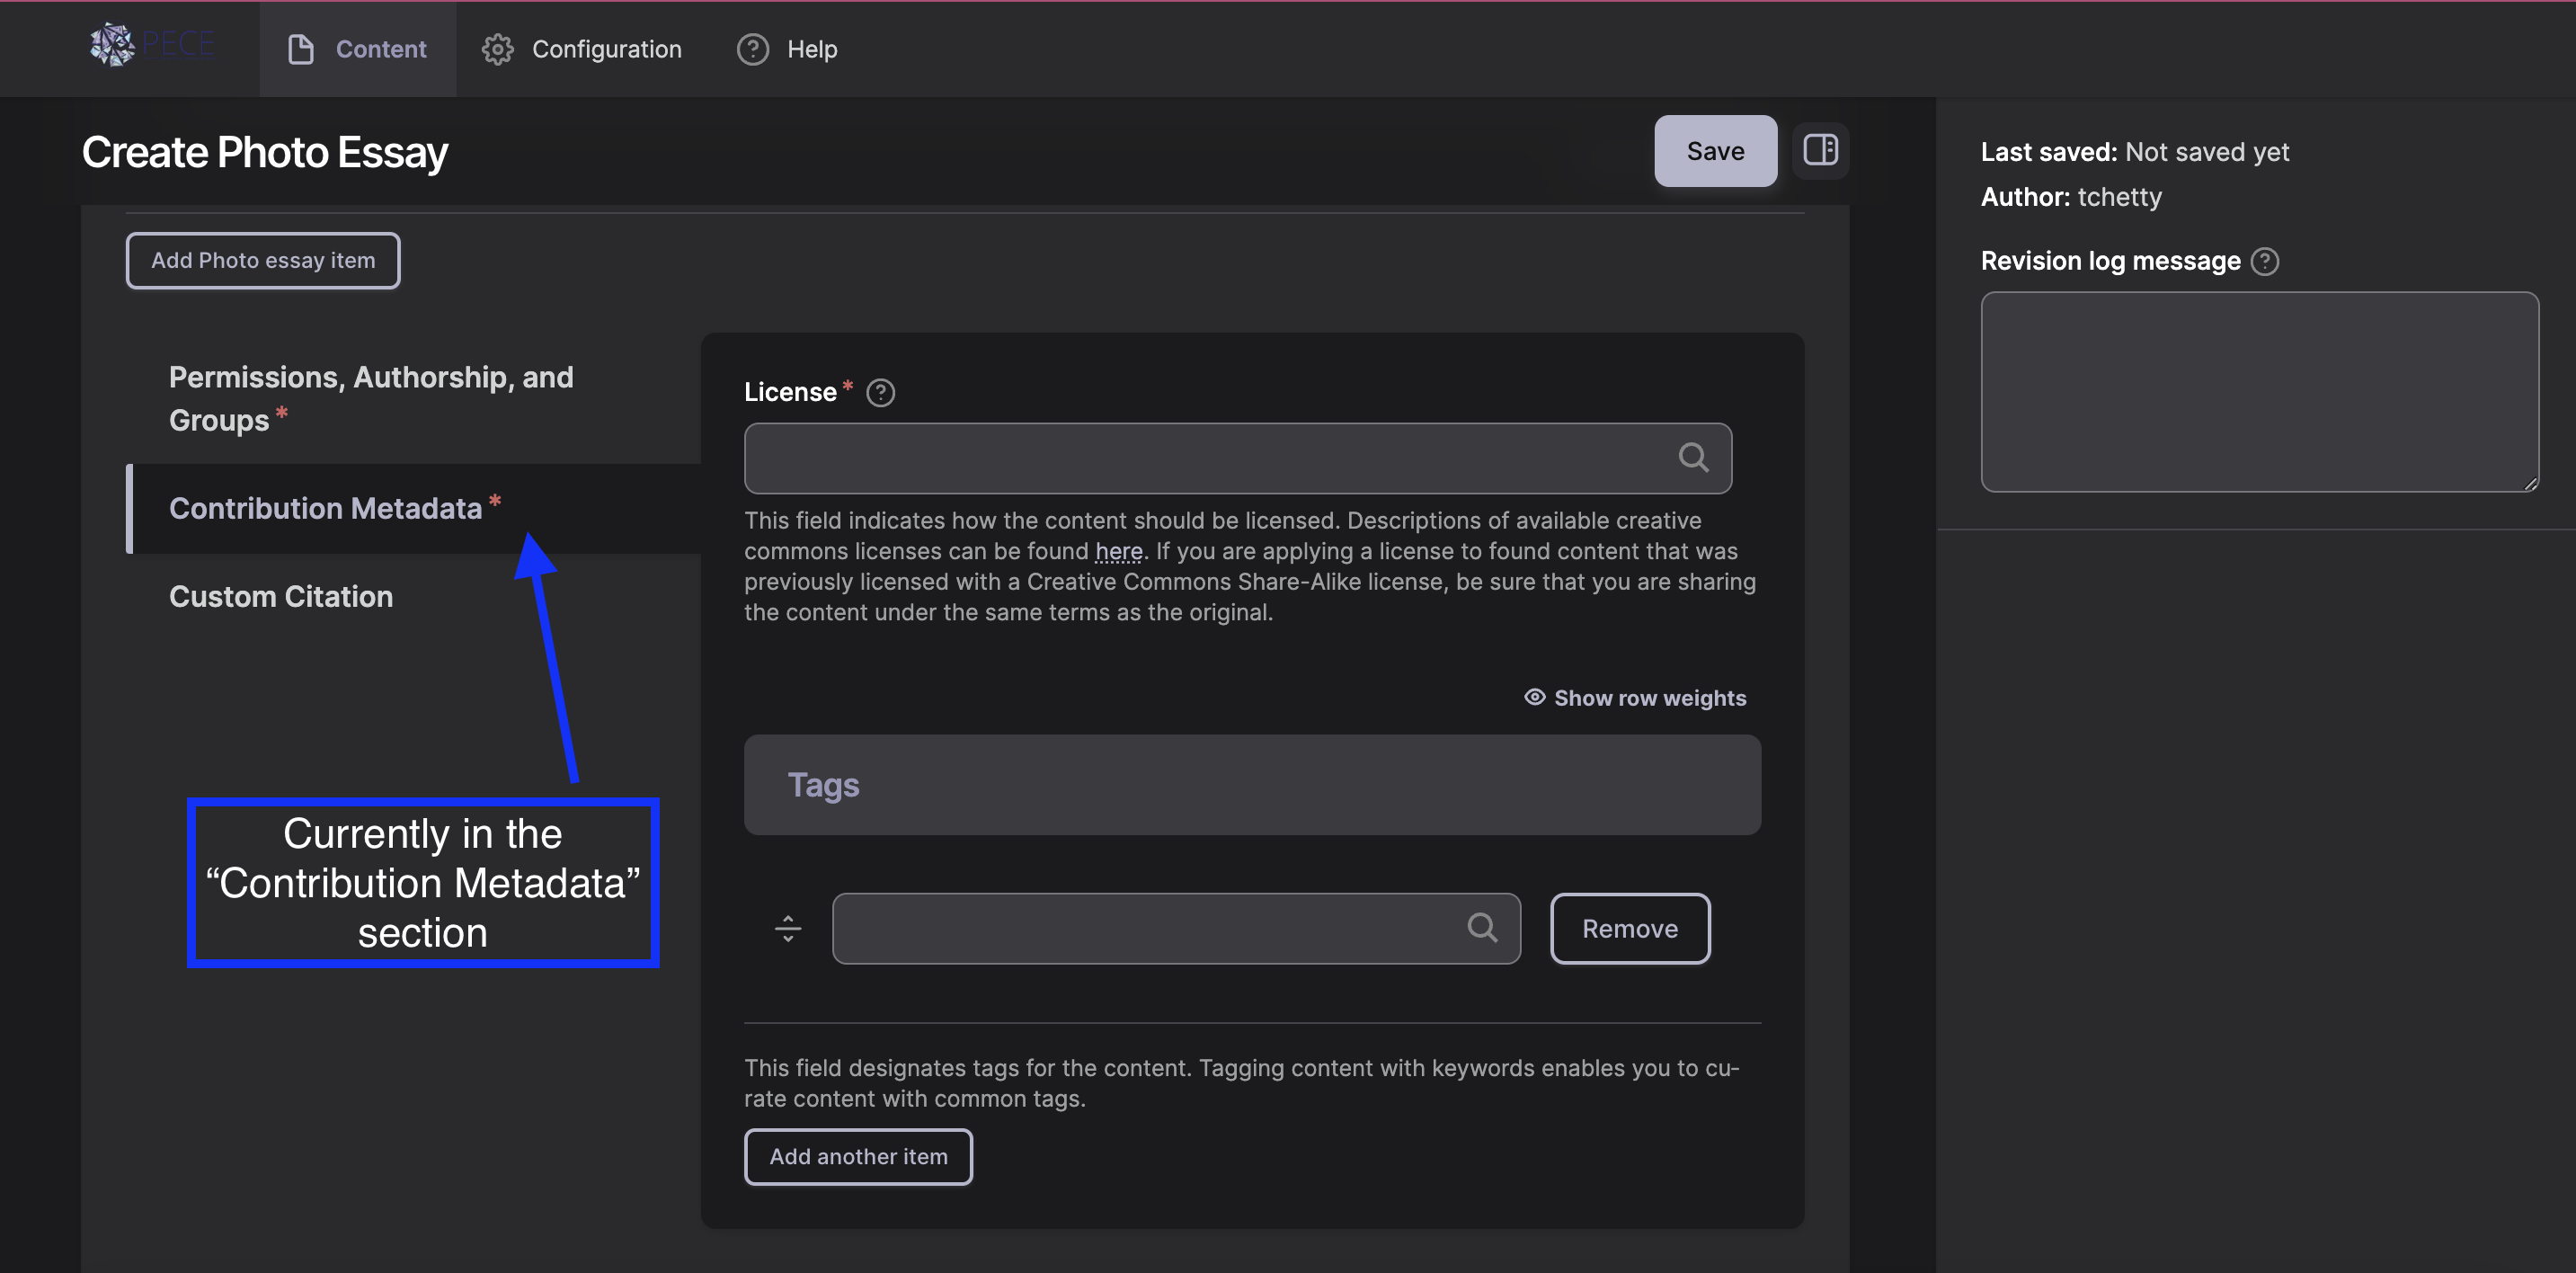 PECE
Content
Configuration
Help
Create Photo Essay
Save
Last saved: Not saved yet
Author: tchetty
Revision log message
Add Photo essay item
Permissions, Authorship, and
Groups *
Contribution Metadata *
Custom Citation
Currently in the
“Contribution Metadata”
section
License *
This field indicates how the content should be licensed. Descriptions of available creative
commons licenses can be found here. If you are applying a license to found content that was
previously licensed with a Creative Commons Share-Alike license, be sure that you are sharing
the content under the same terms as the original.
Show row weights
Tags
Remove
This field designates tags for the content. Tagging content with keywords enables you to cu-
rate content with common tags.
Add another item